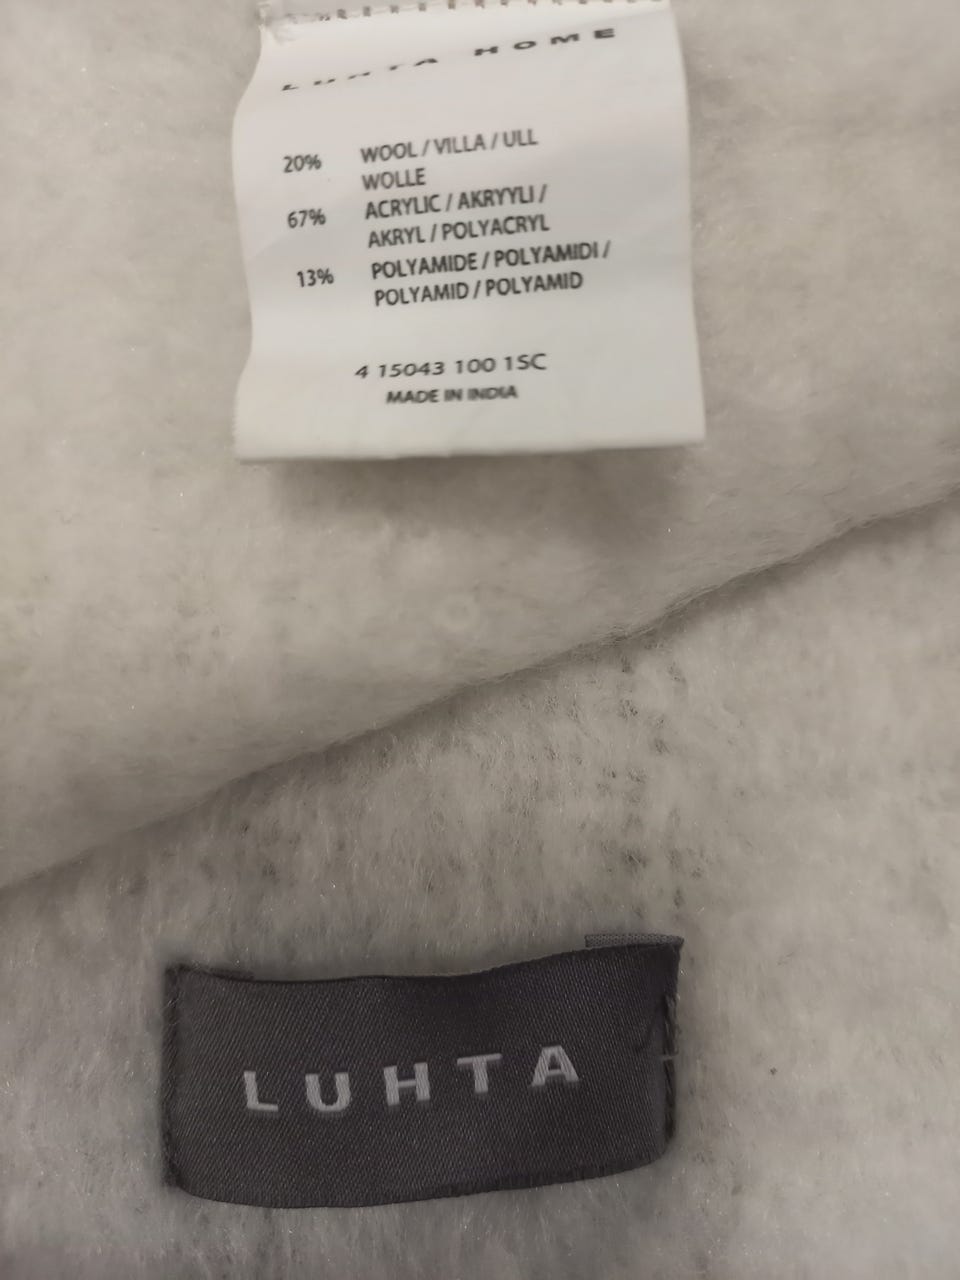 LUHTA HOME
20% WOOL / VILLA / ULL
WOLLE
67% ACRYLIC / AKRYYLI /
AKRYL / POLYACRYL
13% POLYAMIDE / POLYAMIDI /
POLYAMID / POLYAMID
4 15043 100 1SC
MADE IN INDIA
LUHTA